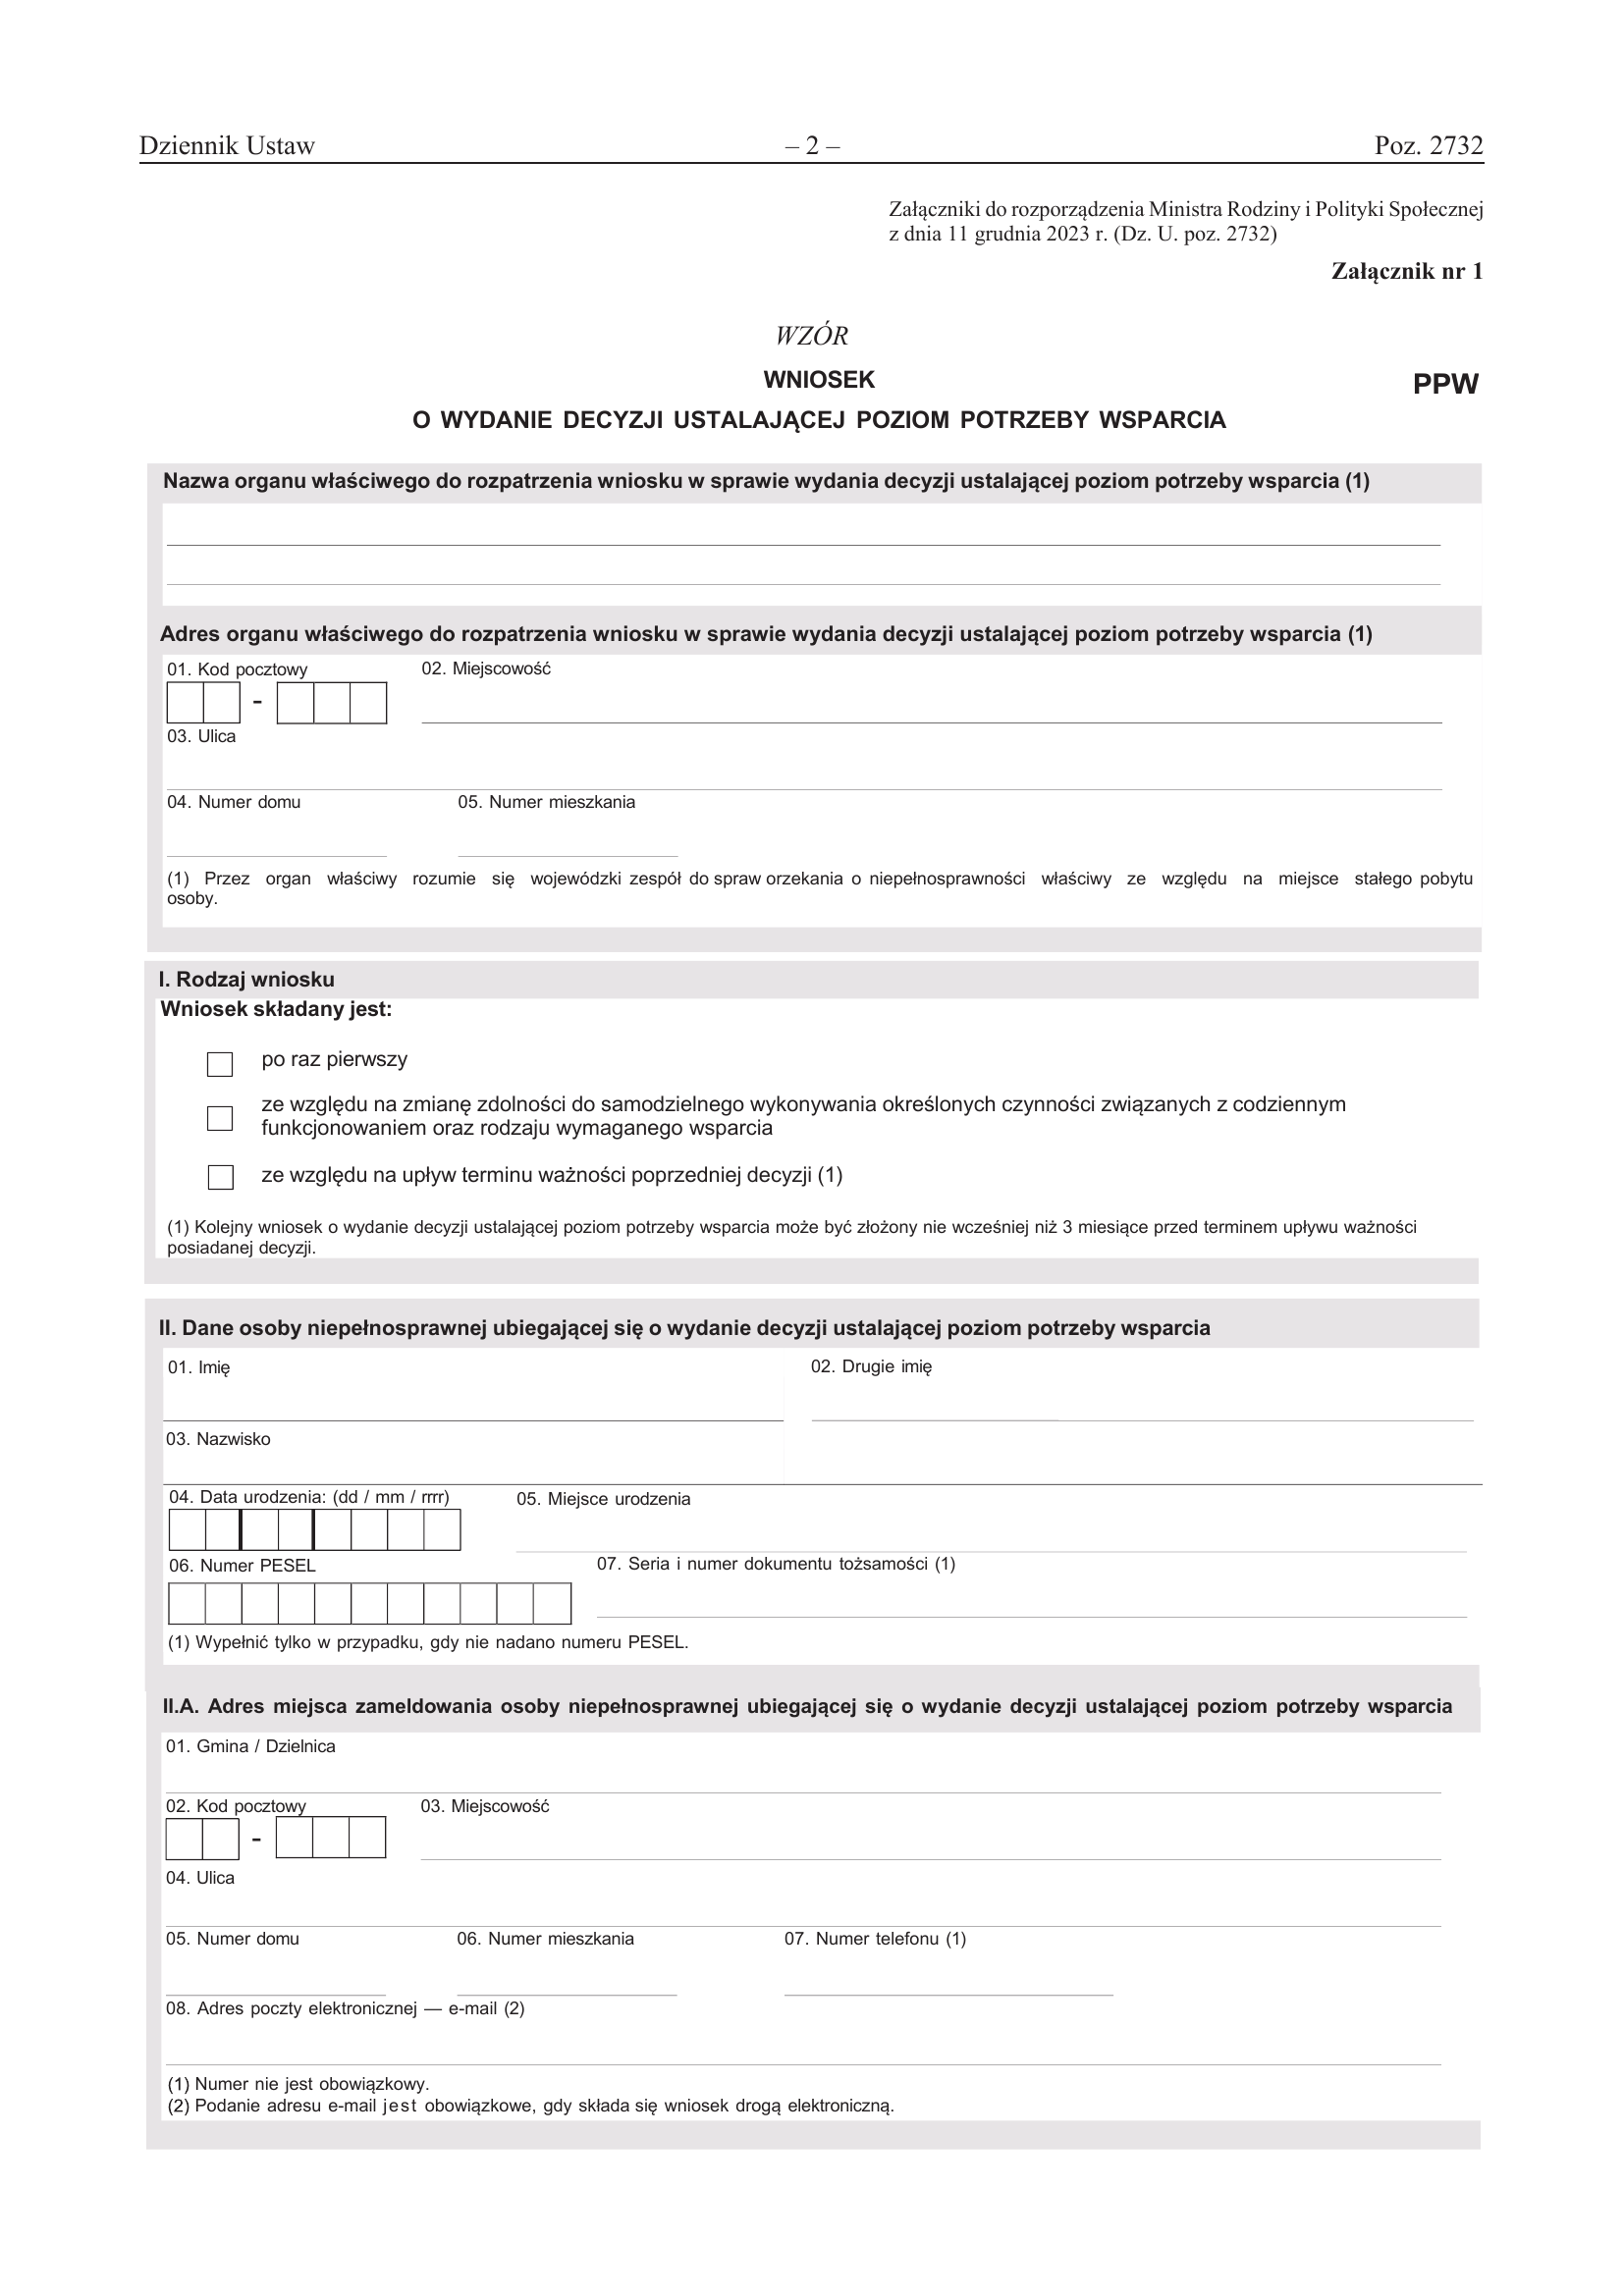 Dziennik Ustaw – 2 – Poz. 2732
Załączniki do rozporządzenia Ministra Rodziny i Polityki Społecznej
z dnia 11 grudnia 2023 r. (Dz. U. poz. 2732)
Załącznik nr 1
WZÓR
WNIOSEK
PPW
O WYDANIE DECYZJI USTALAJĄCEJ POZIOM POTRZEBY WSPARCIA
Nazwa organu właściwego do rozpatrzenia wniosku w sprawie wydania decyzji ustalającej poziom potrzeby wsparcia (1)
Adres organu właściwego do rozpatrzenia wniosku w sprawie wydania decyzji ustalającej poziom potrzeby wsparcia (1)
01. Kod pocztowy 02. Miejscowość
-
03. Ulica
04. Numer domu 05. Numer mieszkania
(1) Przez organ właściwy rozumie się wojewódzki zespół do spraw orzekania o niepełnosprawności właściwy ze względu na miejsce stałego pobytu
osoby.
I. Rodzaj wniosku
Wniosek składany jest:
po raz pierwszy
ze względu na zmianę zdolności do samodzielnego wykonywania określonych czynności związanych z codziennym
funkcjonowaniem oraz rodzaju wymaganego wsparcia
ze względu na upływ terminu ważności poprzedniej decyzji (1)
(1) Kolejny wniosek o wydanie decyzji ustalającej poziom potrzeby wsparcia może być złożony nie wcześniej niż 3 miesiące przed terminem upływu ważności
posiadanej decyzji.
II. Dane osoby niepełnosprawnej ubiegającej się o wydanie decyzji ustalającej poziom potrzeby wsparcia
01. Imię 02. Drugie imię
03. Nazwisko
04. Data urodzenia: (dd / mm / rrrr) 05. Miejsce urodzenia
06. Numer PESEL 07. Seria i numer dokumentu tożsamości (1)
(1) Wypełnić tylko w przypadku, gdy nie nadano numeru PESEL.
II.A. Adres miejsca zameldowania osoby niepełnosprawnej ubiegającej się o wydanie decyzji ustalającej poziom potrzeby wsparcia
01. Gmina / Dzielnica
02. Kod pocztowy 03. Miejscowość
-
04. Ulica
05. Numer domu 06. Numer mieszkania 07. Numer telefonu (1)
08. Adres poczty elektronicznej — e-mail (2)
(1) Numer nie jest obowiązkowy.
(2) Podanie adresu e-mail jest obowiązkowe, gdy składa się wniosek drogą elektroniczną.